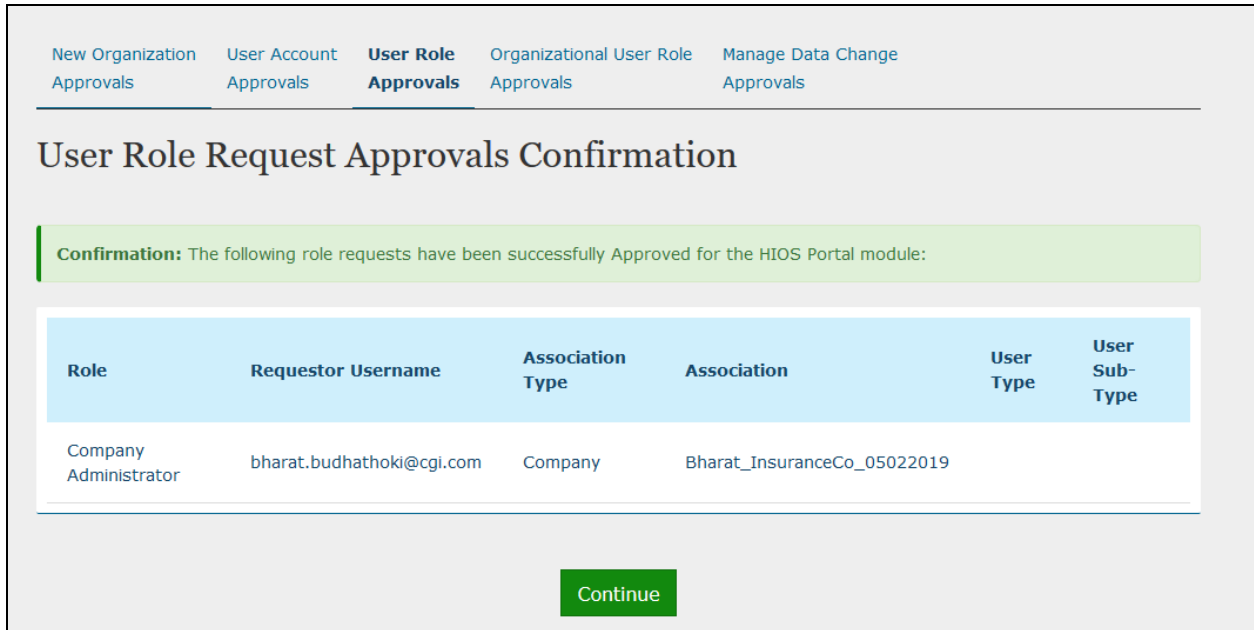 New Organization User Account User Role Organizational User Role Manage Data Change
Approvals Approvals Approvals Approvals Approvals
User Role Request Approvals Confirmation
Confirmation: The following role requests have been successfully Approved for the HIOS Portal module:
Role Requestor Username Association Type Association User Type User Sub-Type
Company Administrator bharat.budhathoki@cgi.com Company Bharat_InsuranceCo_05022019
Continue